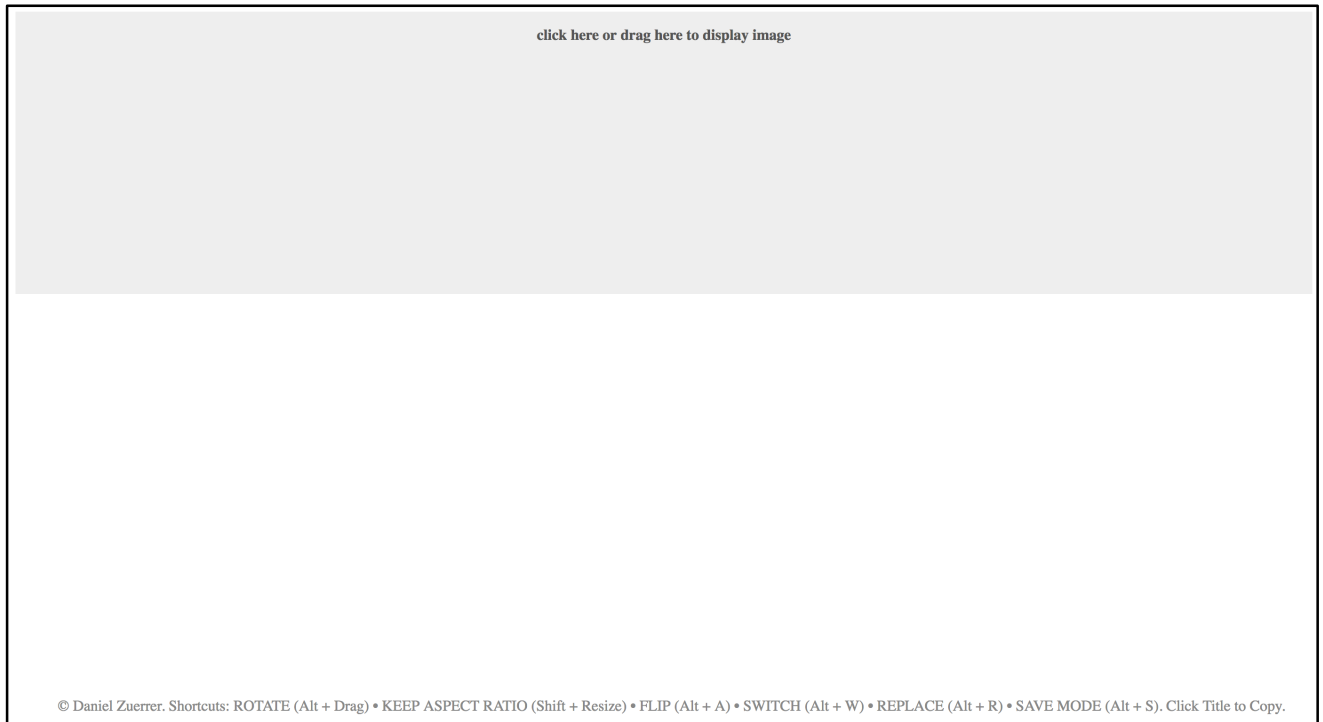 click here or drag here to display image
© Daniel Zuerrer. Shortcuts: ROTATE (Alt + Drag) • KEEP ASPECT RATIO (Shift + Resize) • FLIP (Alt + A) • SWITCH (Alt + W) • REPLACE (Alt + R) • SAVE MODE (Alt + S). Click Title to Copy.